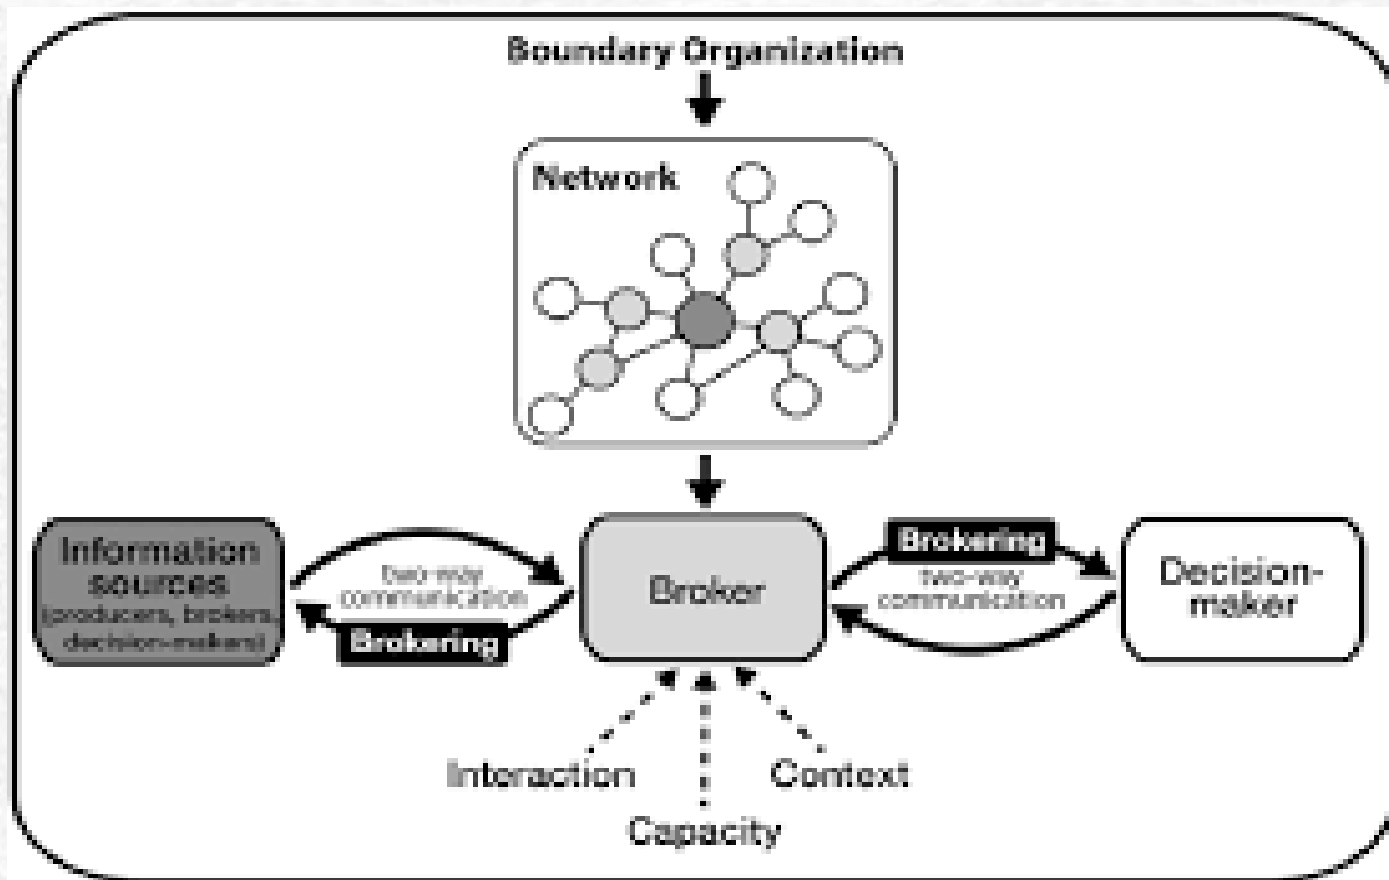 Boundary Organization
Network
Information
sources
(producers, brokers,
decision-makers)
two-way
communication
Brokering
Broker
Brokering
two-way
communication
Decision-
maker
Interaction
Context
Capacity